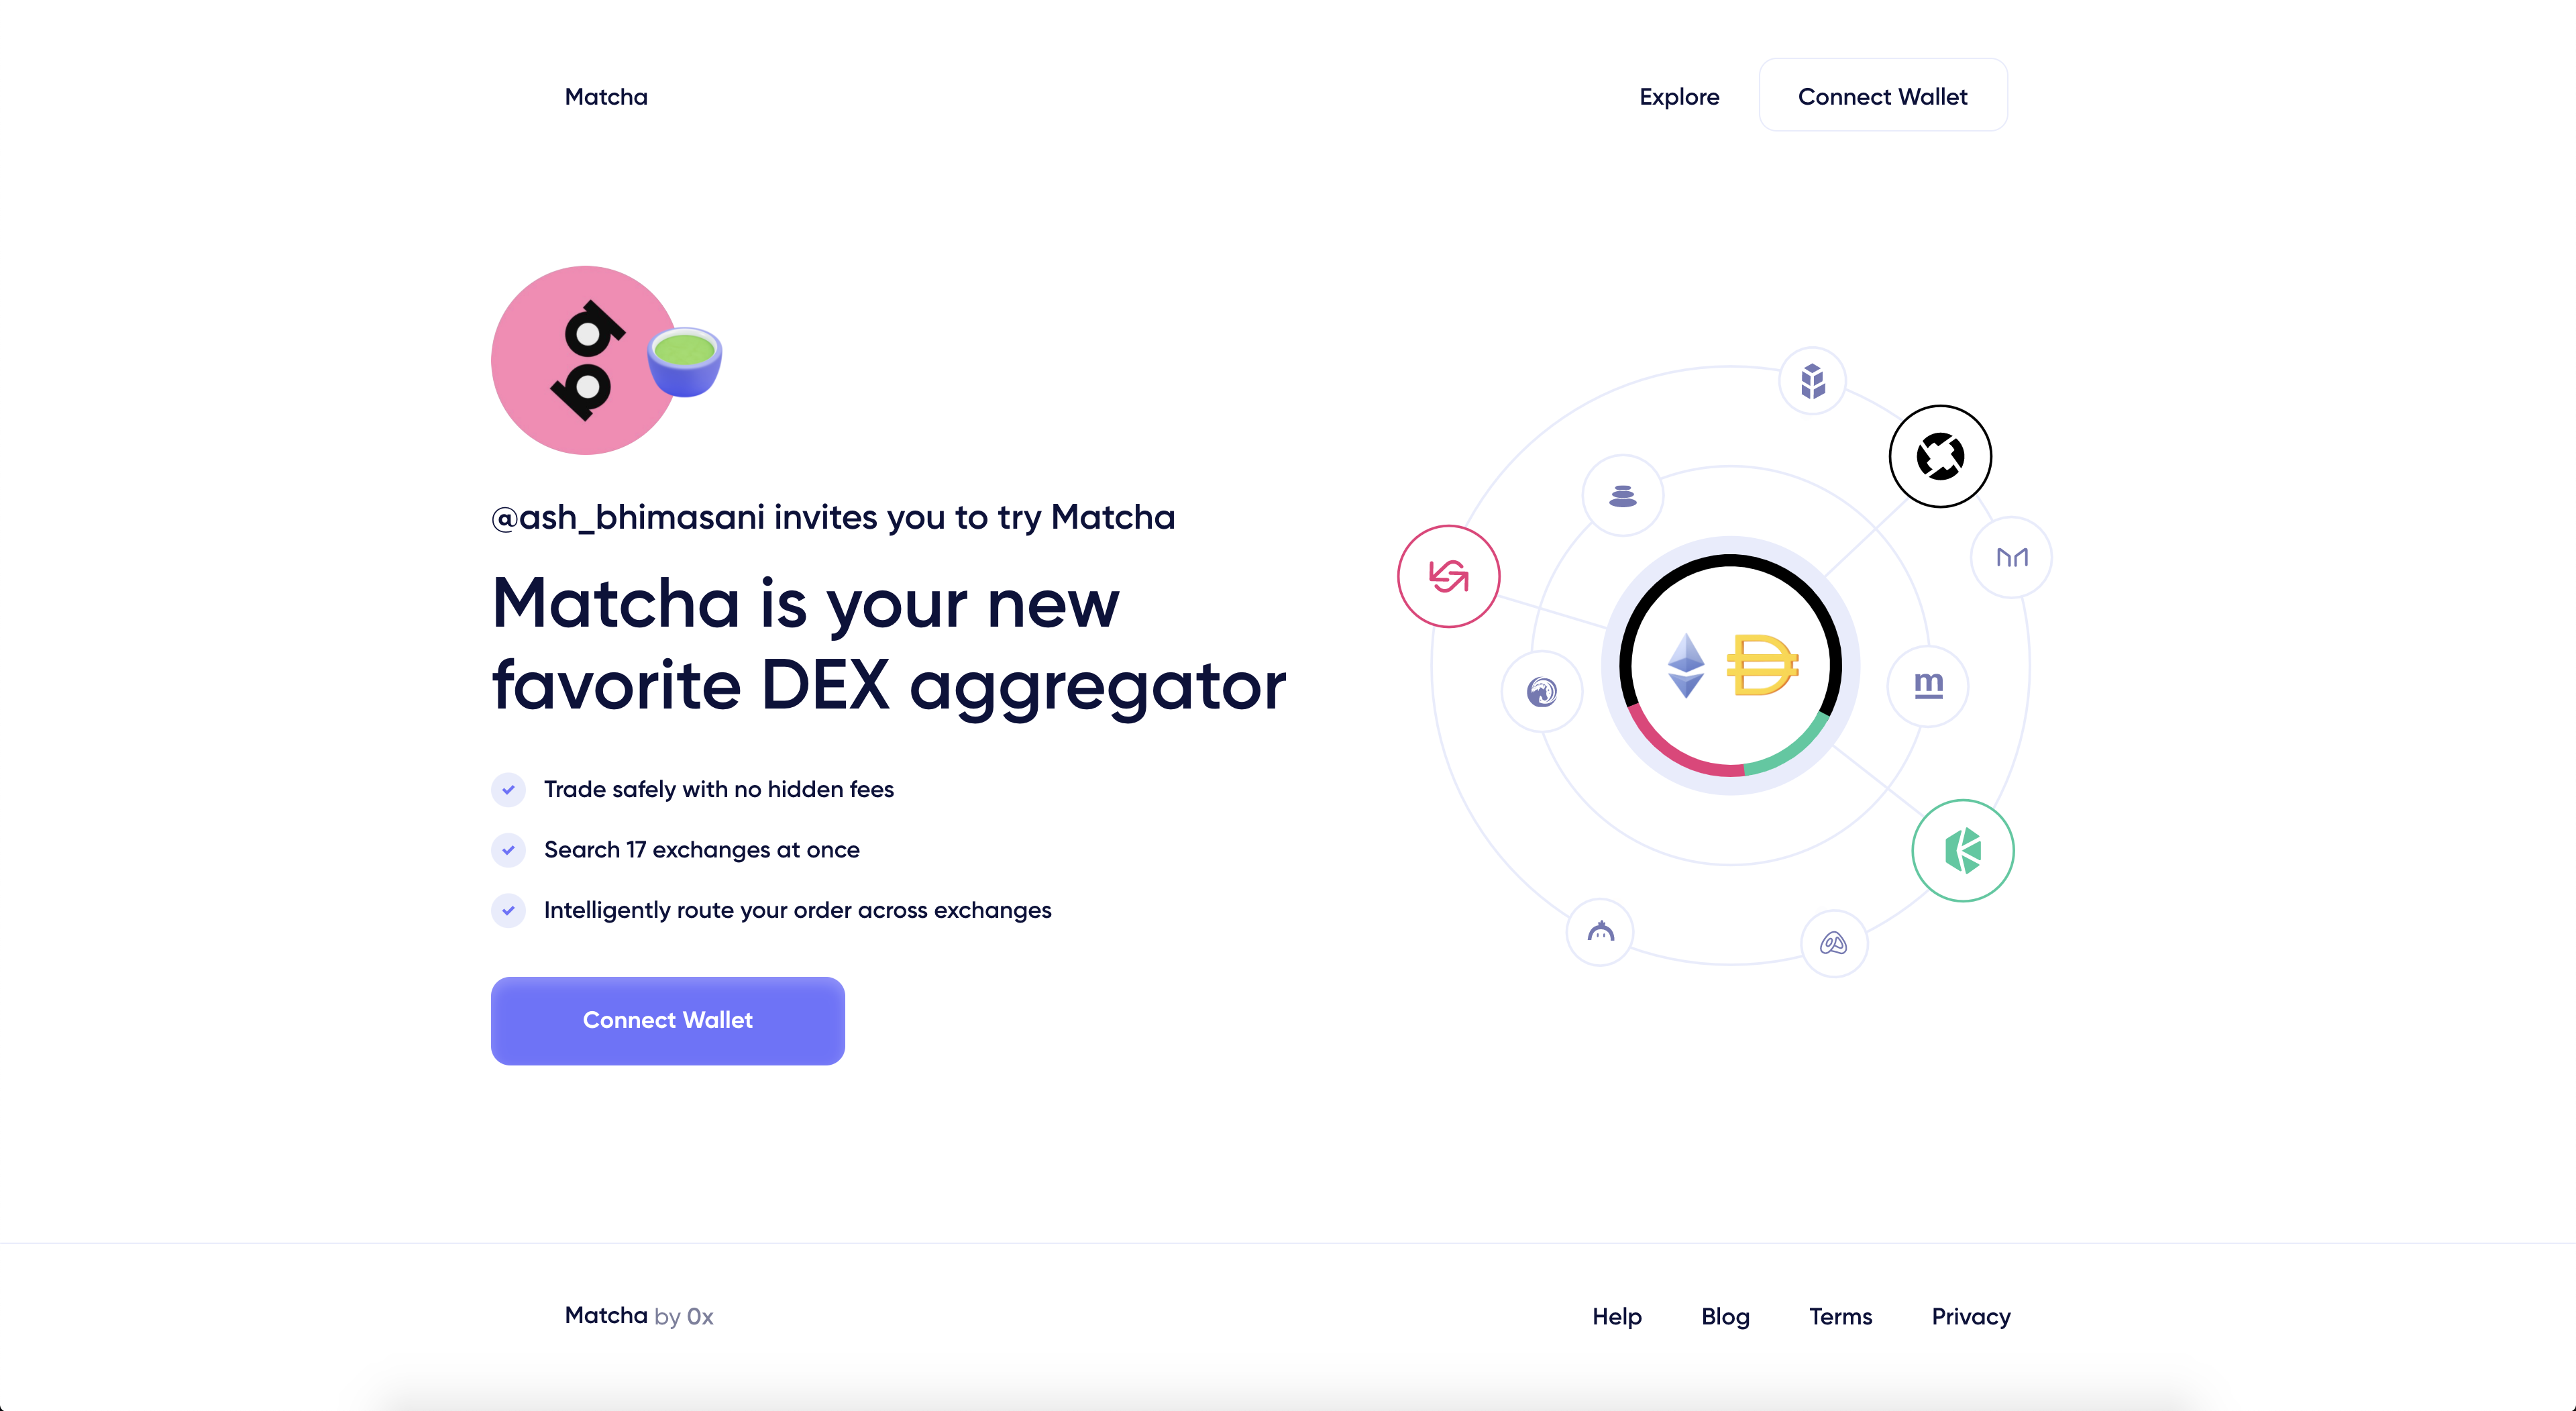 Matcha
Explore
Connect Wallet
@ash_bhimasani invites you to try Matcha
Matcha is your new
favorite DEX aggregator
Trade safely with no hidden fees
Search 17 exchanges at once
Intelligently route your order across exchanges
Connect Wallet
m
Matcha by 0x
Help
Blog
Terms
Privacy